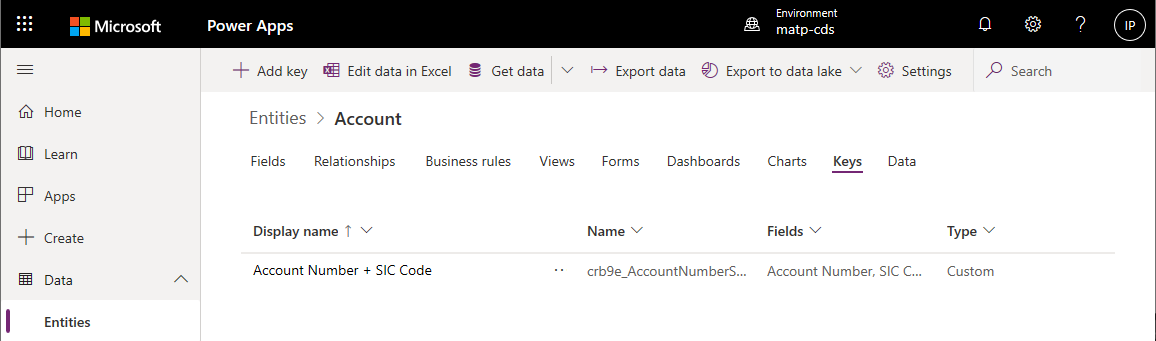 Microsoft Power Apps Environment matp-cds ? IP
Add key Edit data in Excel Get data Export data Export to data lake Settings Search
Entities > Account
Fields Relationships Business rules Views Forms Dashboards Charts Keys Data
Display name ↑ Name Fields Type
Account Number + SIC Code ·· crb9e_AccountNumberS... Account Number, SIC C... Custom
Home
Learn
Apps
Create
Data
Entities